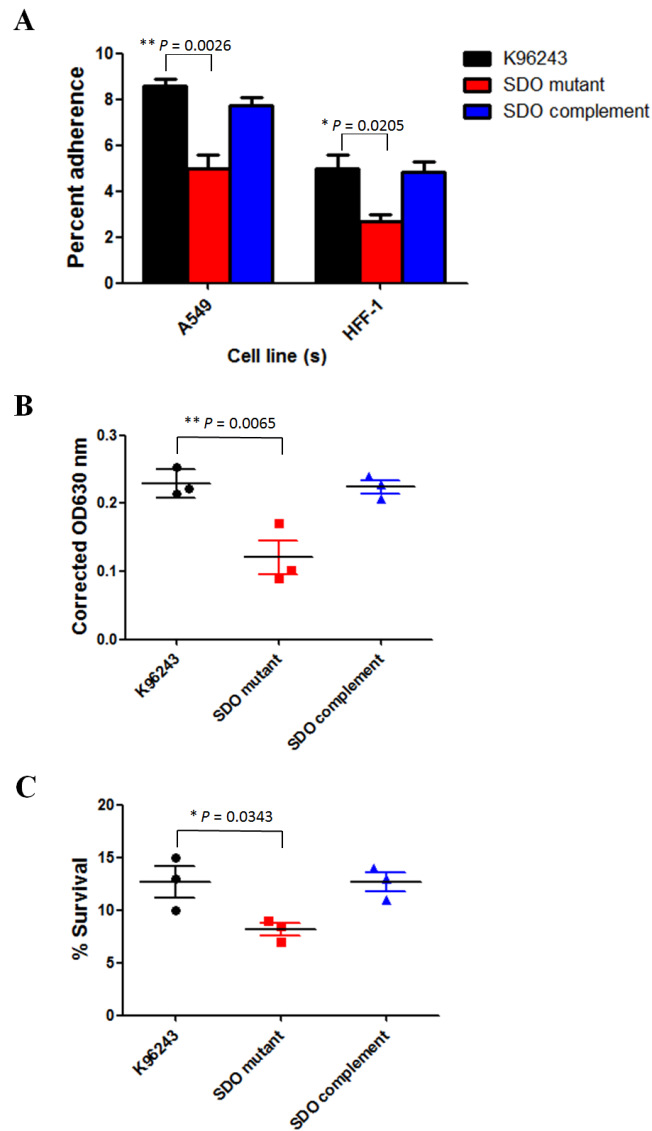 A
** P = 0.0026
K96243
SDO mutant
SDO complement
* P = 0.0205
Percent adherence
10
8
6
4
2
0
A549
HFF-1
Cell line (s)
B
** P = 0.0065
Corrected OD630 nm
0.3
0.2
0.1
0.0
K96243
SDO mutant
SDO complement
C
* P = 0.0343
% Survival
20
15
10
5
0
K96243
SDO mutant
SDO complement